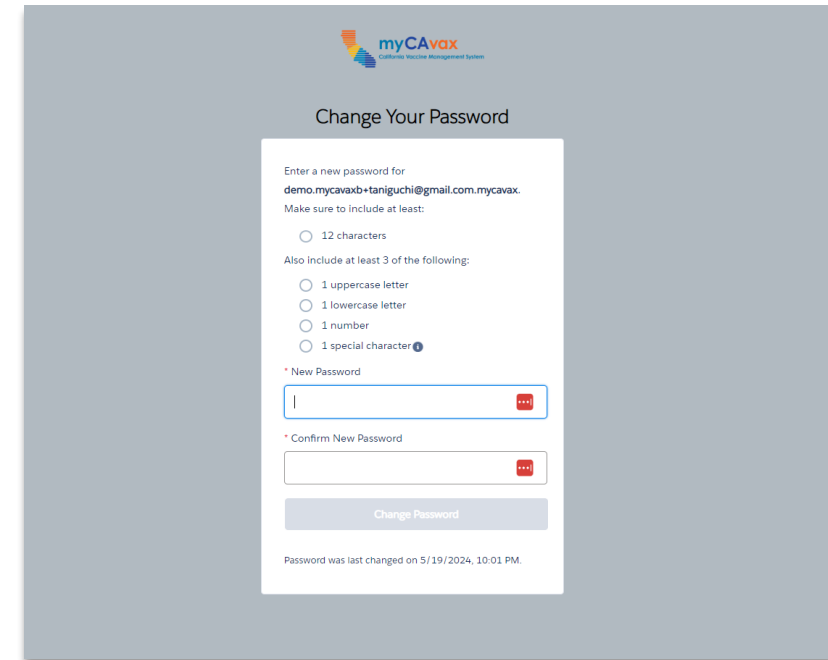 myCAvax
California Vaccine Management System
Change Your Password
Enter a new password for
demo.mycavaxb+taniguchi@gmail.com.mycavax.
Make sure to include at least:
12 characters
Also include at least 3 of the following:
1 uppercase letter
1 lowercase letter
1 number
1 special character
* New Password
* Confirm New Password
Change Password
Password was last changed on 5/19/2024, 10:01 PM.